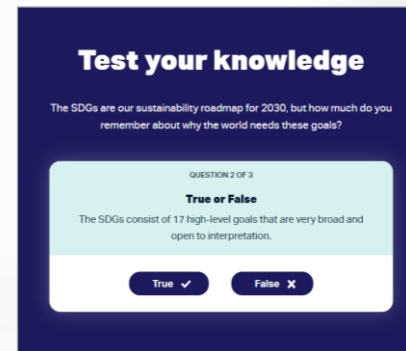 Test your knowledge
The SDGs are our sustainability roadmap for 2030, but how much do you
remember about why the world needs these goals?
QUESTION 2 OF 3
True or False
The SDGs consist of 17 high-level goals that are very broad and
open to interpretation.
True ✓ False ✕